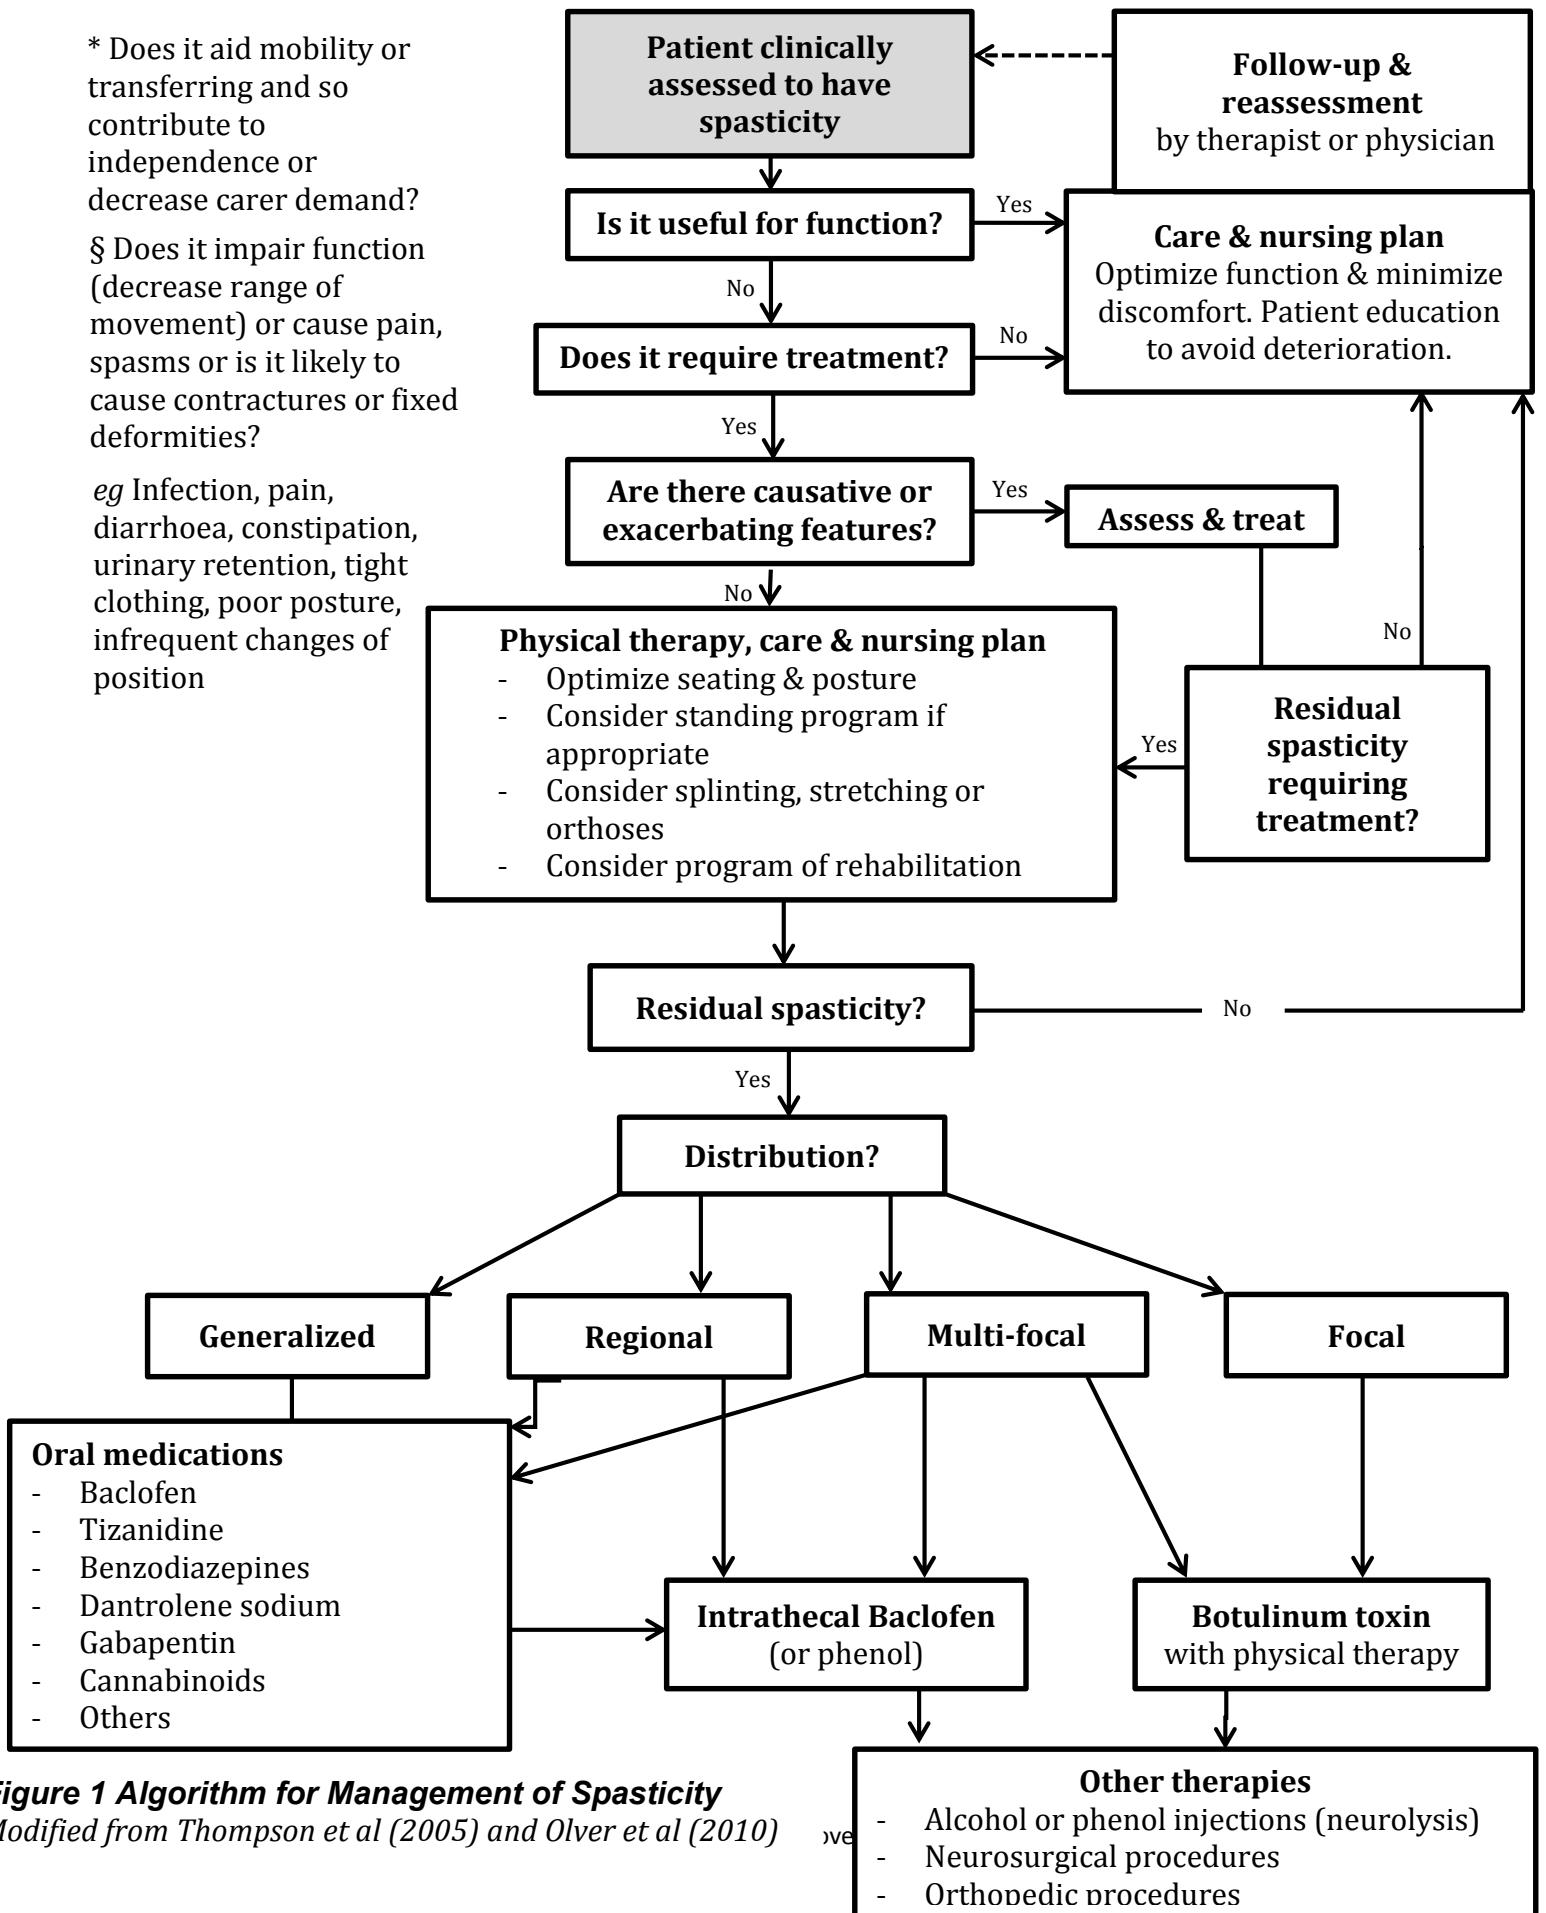 * Does it aid mobility or
transferring and so
contribute to
independence or
decrease carer demand?
§ Does it impair function
(decrease range of
movement) or cause pain,
spasms or is it likely to
cause contractures or fixed
deformities?
eg Infection, pain,
diarrhoea, constipation,
urinary retention, tight
clothing, poor posture,
infrequent changes of
position
Patient clinically
assessed to have
spasticity
Follow-up &
reassessment
by therapist or physician
Is it useful for function?
Yes
Care & nursing plan
Optimize function & minimize
discomfort. Patient education
to avoid deterioration.
No
Does it require treatment?
No
Yes
Are there causative or
exacerbating features?
Yes
Assess & treat
No
No
Physical therapy, care & nursing plan
- Optimize seating & posture
- Consider standing program if
appropriate
- Consider splinting, stretching or
orthoses
- Consider program of rehabilitation
Yes
Residual
spasticity
requiring
treatment?
Residual spasticity?
No
Yes
Distribution?
Generalized
Regional
Multi-focal
Focal
Oral medications
- Baclofen
- Tizanidine
- Benzodiazepines
- Dantrolene sodium
- Gabapentin
- Cannabinoids
- Others
Intrathecal Baclofen
(or phenol)
Botulinum toxin
with physical therapy
Other therapies
- Alcohol or phenol injections (neurolysis)
- Neurosurgical procedures
- Orthopedic procedures
Figure 1 Algorithm for Management of Spasticity
Modified from Thompson et al (2005) and Olver et al (2010)